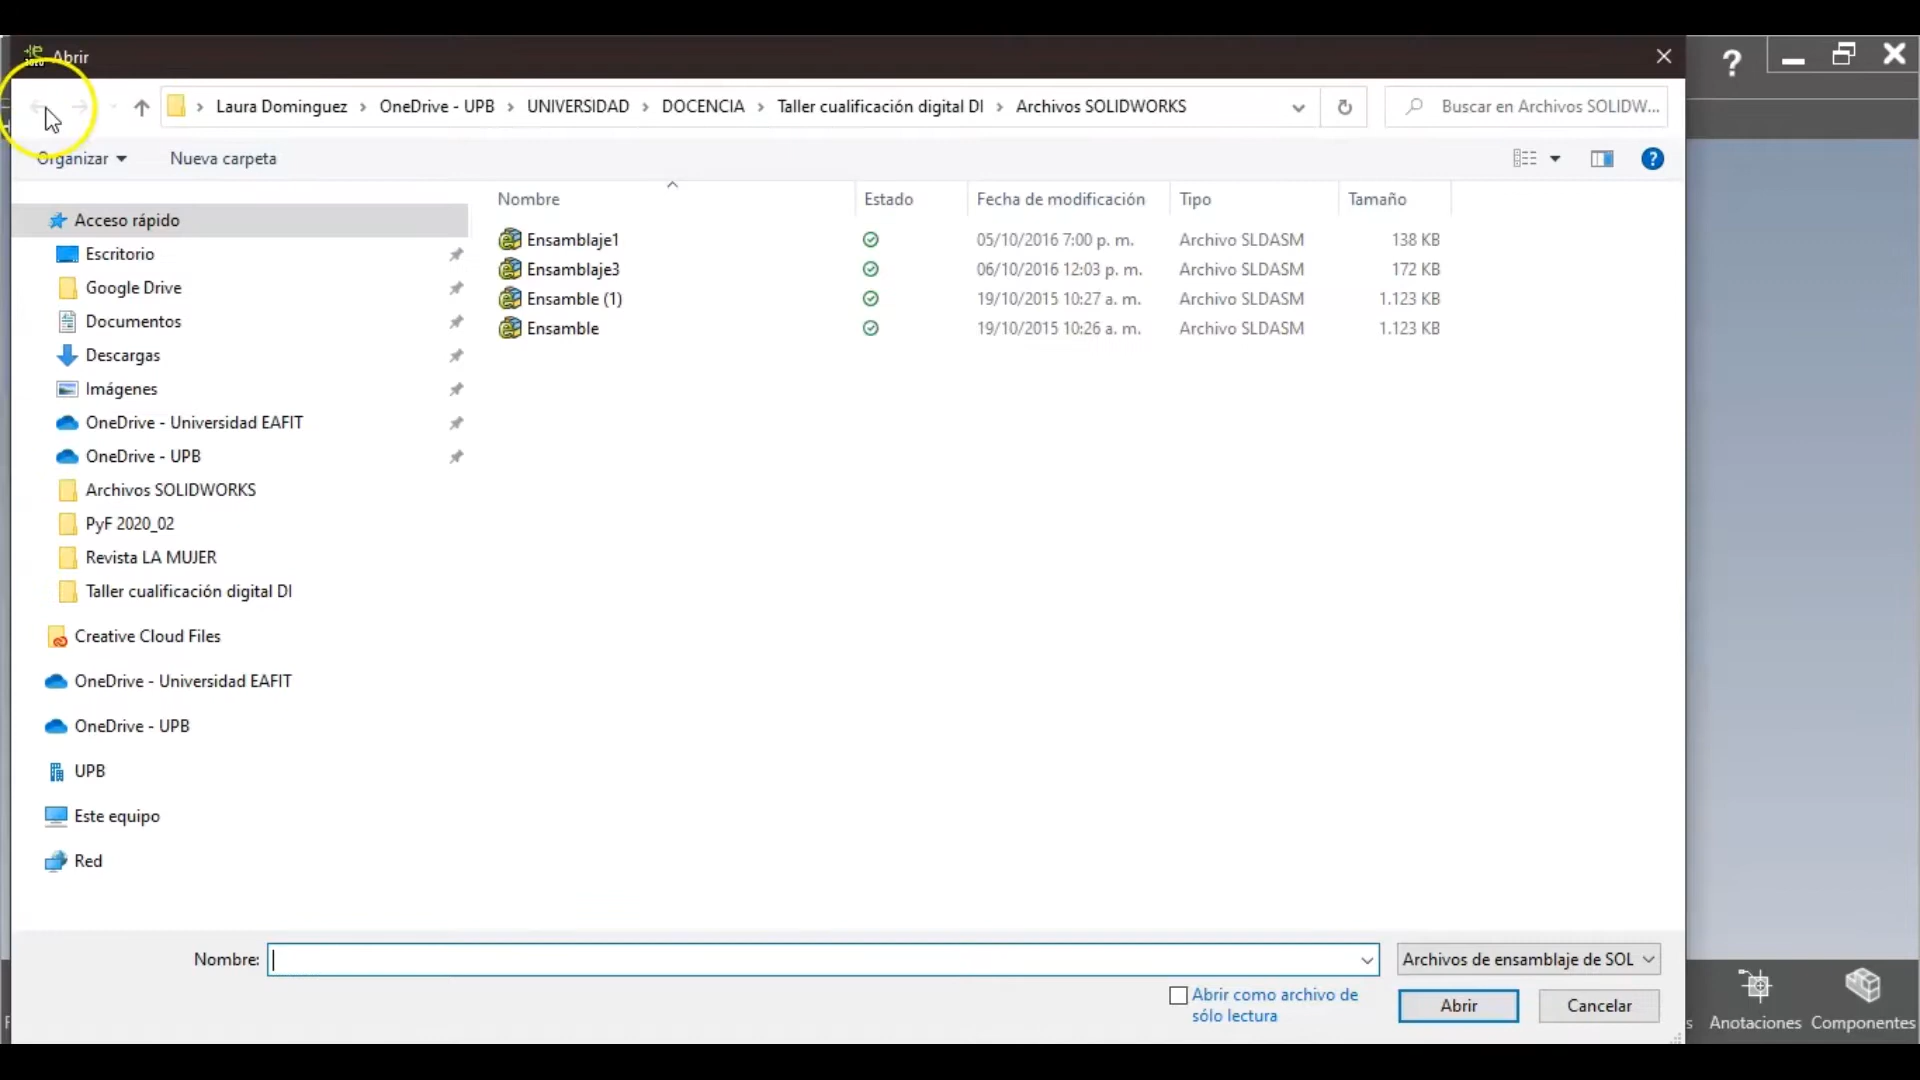 Abrir
Laura Dominguez > OneDrive - UPB > UNIVERSIDAD > DOCENCIA > Taller cualificación digital DI > Archivos SOLIDWORKS
Buscar en Archivos SOLIDW...
Organizar
Nueva carpeta
Nombre Estado Fecha de modificación Tipo Tamaño
Ensamblaje1 05/10/2016 7:00 p. m. Archivo SLDASM 138 KB
Ensamblaje3 06/10/2016 12:03 p. m. Archivo SLDASM 172 KB
Ensamble (1) 19/10/2015 10:27 a. m. Archivo SLDASM 1.123 KB
Ensamble 19/10/2015 10:26 a. m. Archivo SLDASM 1.123 KB
Acceso rápido
Escritorio
Google Drive
Documentos
Descargas
Imágenes
OneDrive - Universidad EAFIT
OneDrive - UPB
Archivos SOLIDWORKS
PyF 2020_02
Revista LA MUJER
Taller cualificación digital DI
Creative Cloud Files
OneDrive - Universidad EAFIT
OneDrive - UPB
UPB
Este equipo
Red
Nombre:
Archivos de ensamblaje de SOL
Abrir como archivo de
sólo lectura
Abrir
Cancelar
Anotaciones
Componentes